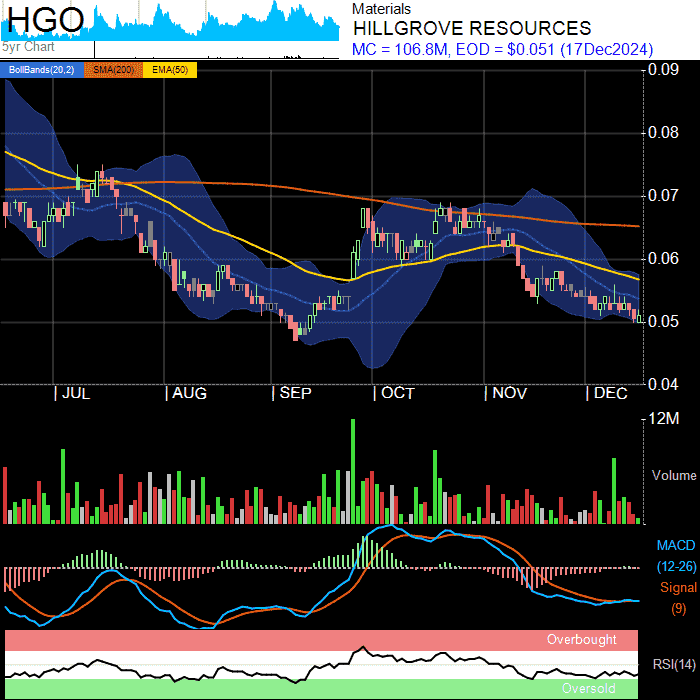 HGO
5yr Chart
Materials
HILLGROVE RESOURCES
MC = 106.8M, EOD = $0.051 (17Dec2024)
BollBands(20,2) SMA(200) EMA(50)
0.09
0.08
0.07
0.06
0.05
0.04
| JUL | AUG | SEP | OCT | NOV | DEC
12M
Volume
MACD
(12-26)
Signal
(9)
Overbought
RSI(14)
Oversold